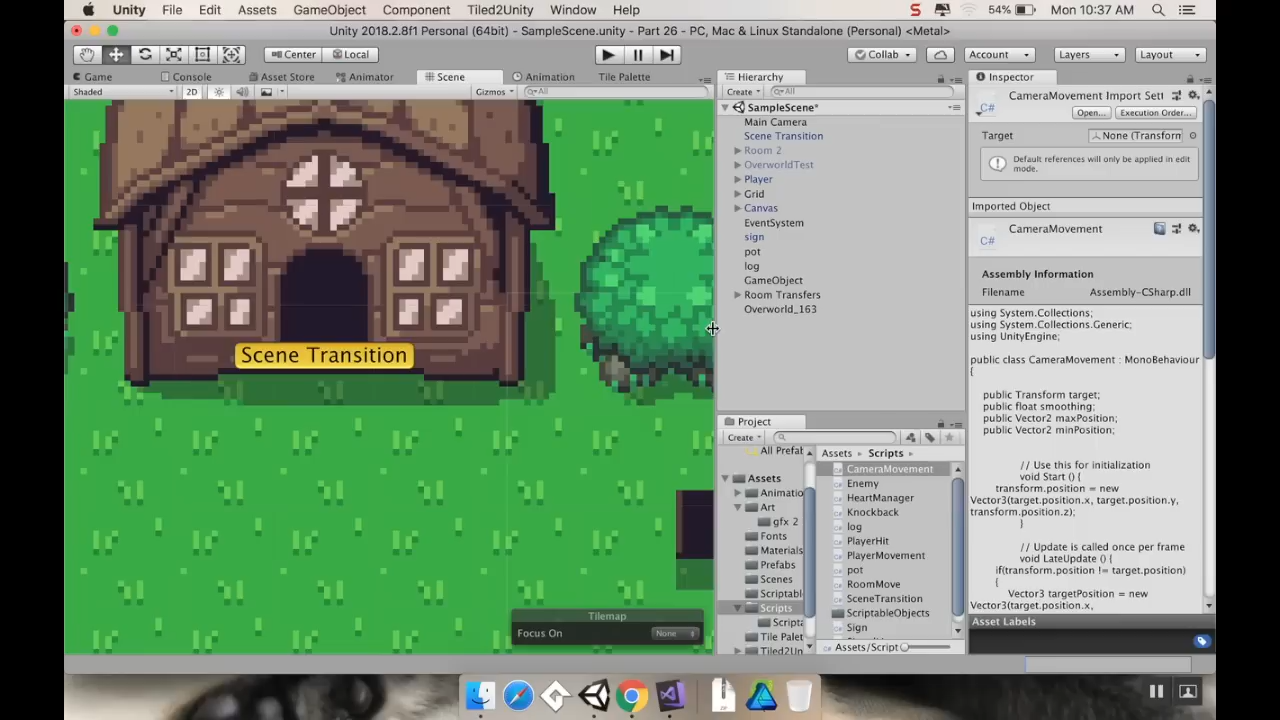 Unity File Edit Assets GameObject Component Tiled2Unity Window Help 54% Mon 10:37 AM
Unity 2018.2.8f1 Personal (64bit) - SampleScene.unity - Part 26 - PC, Mac & Linux Standalone (Personal) <Metal>
Center Local Collab Account Layers Layout
Game Console Asset Store Animator Scene Animation Tile Palette
Shaded 2D Gizmos All
Scene Transition
Tilemap
Focus On None
Hierarchy
Create All
SampleScene*
Main Camera
Scene Transition
Room 2
OverworldTest
Player
Grid
Canvas
EventSystem
sign
pot
log
GameObject
Room Transfers
Overworld_163
Project
Create
All Prefab
Assets
Animatio
Art
gfx 2
Fonts
Materials
Prefabs
Scenes
Scriptable
Scripts
Scripta
Tile Palet
Tiled2Un
Assets Scripts
CameraMovement
Enemy
HeartManager
Knockback
log
PlayerHit
PlayerMovement
pot
RoomMove
SceneTransition
ScriptableObjects
Sign
Assets/Script
Inspector
CameraMovement Import Sett
Open... Execution Order...
Target None (Transform
Default references will only be applied in edit
mode.
Imported Object
CameraMovement
Assembly Information
Filename Assembly-CSharp.dll
using System.Collections;
using System.Collections.Generic;
using UnityEngine;
public class CameraMovement : MonoBehaviour
{
public Transform target;
public float smoothing;
public Vector2 maxPosition;
public Vector2 minPosition;
// Use this for initialization
void Start () {
transform.position = new
Vector3(target.position.x, target.position.y,
transform.position.z);
}
// Update is called once per frame
void LateUpdate () {
if(transform.position != target.position)
{
Vector3 targetPosition = new
Vector3(target.position.x,
Asset Labels